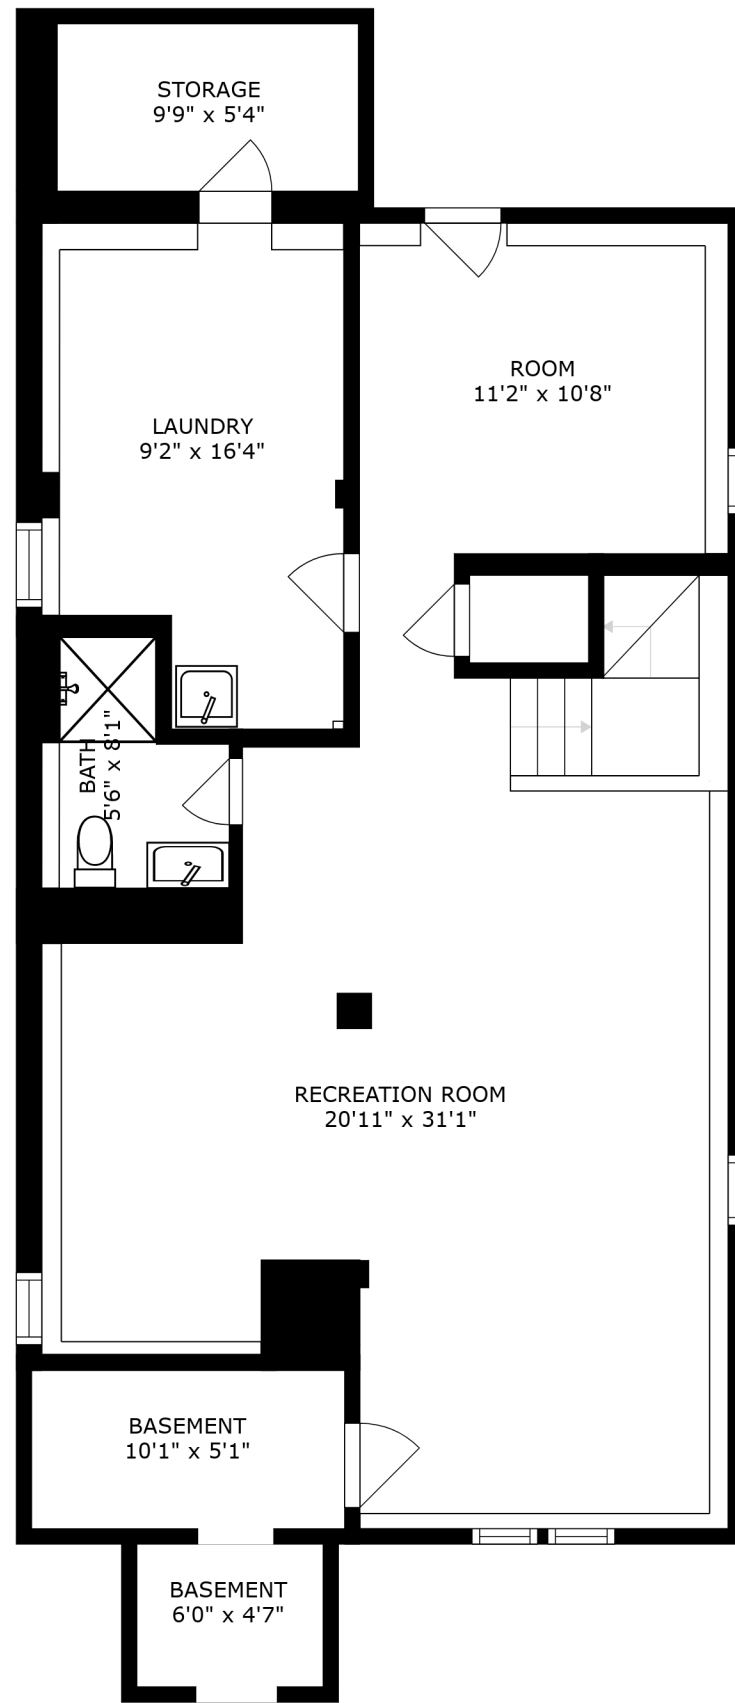 STORAGE
9'9" x 5'4"
ROOM
11'2" x 10'8"
LAUNDRY
9'2" x 16'4"
BATH
5'6" x 8'1"
RECREATION ROOM
20'11" x 31'1"
BASEMENT
10'1" x 5'1"
BASEMENT
6'0" x 4'7"